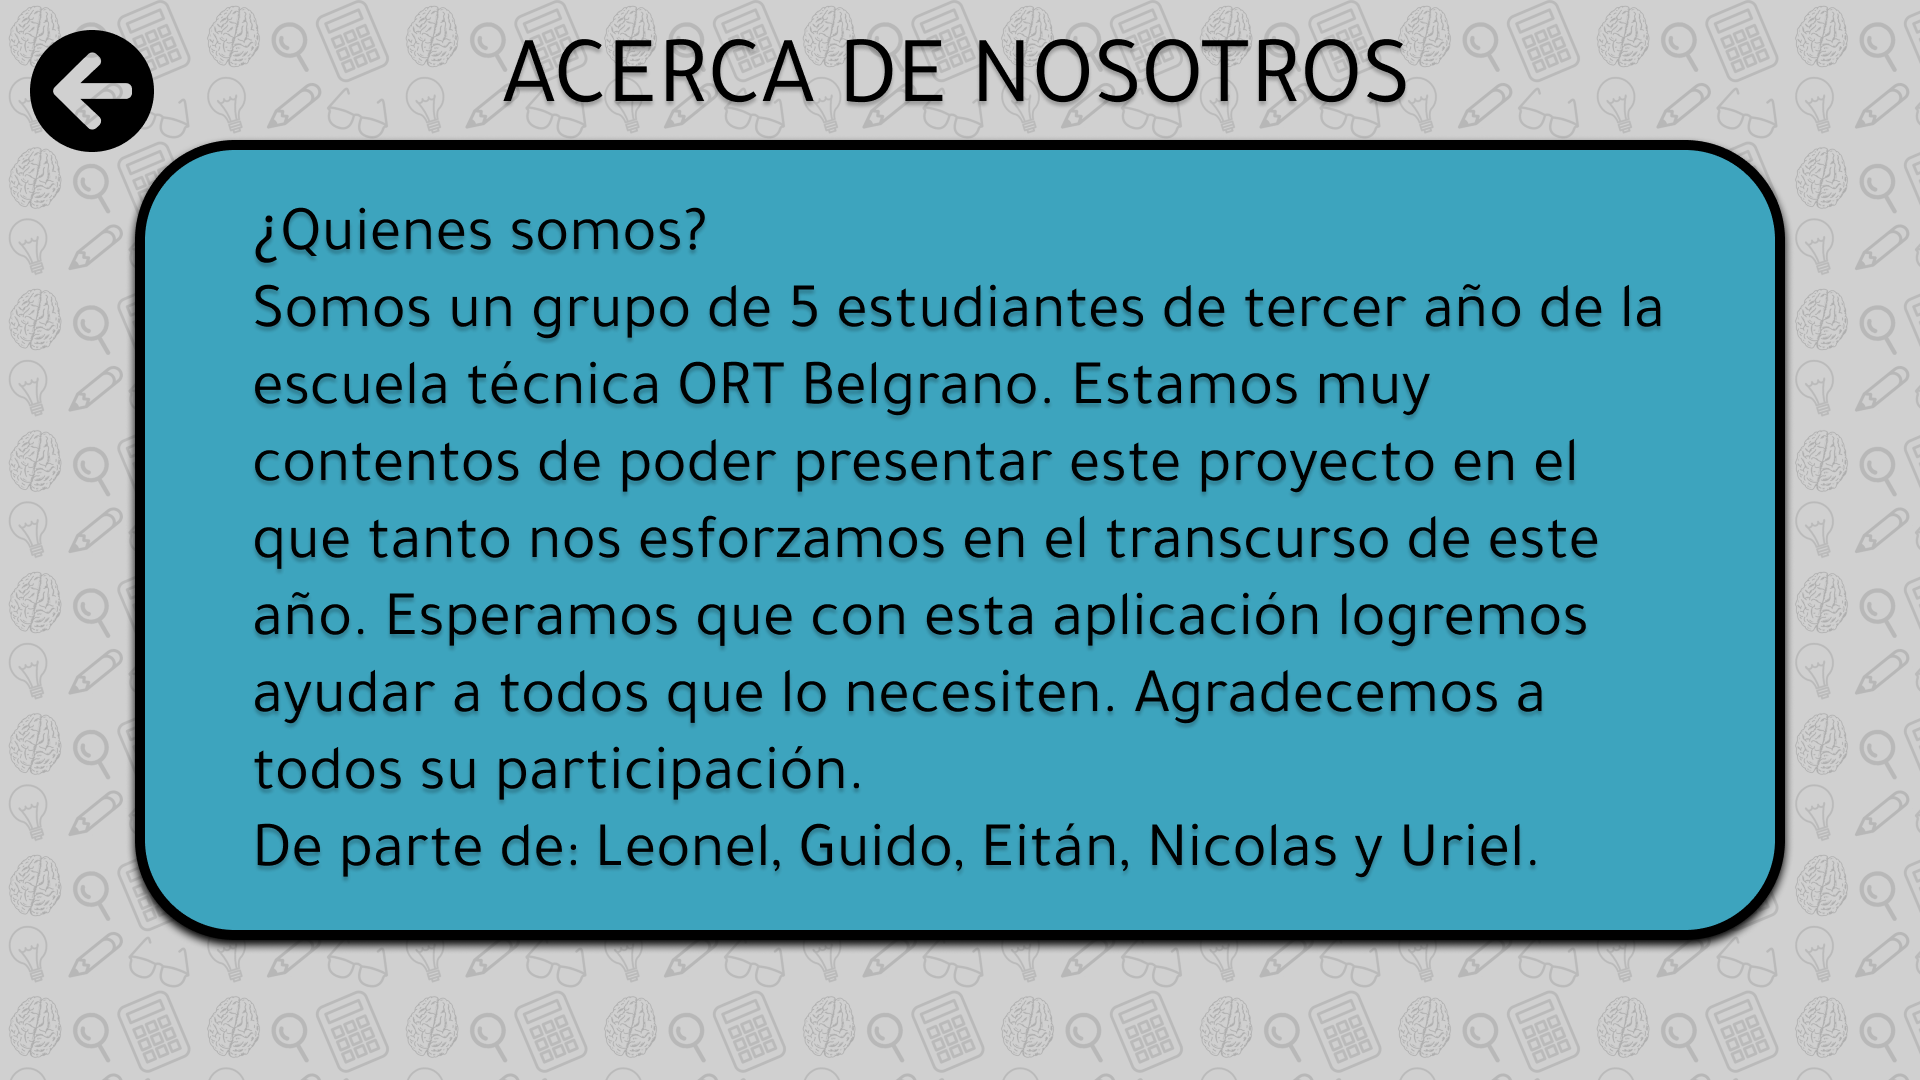 ACERCA DE NOSOTROS
¿Quienes somos?
Somos un grupo de 5 estudiantes de tercer año de la
escuela técnica ORT Belgrano. Estamos muy
contentos de poder presentar este proyecto en el
que tanto nos esforzamos en el transcurso de este
año. Esperamos que con esta aplicación logremos
ayudar a todos que lo necesiten. Agradecemos a
todos su participación.
De parte de: Leonel, Guido, Eitán, Nicolas y Uriel.